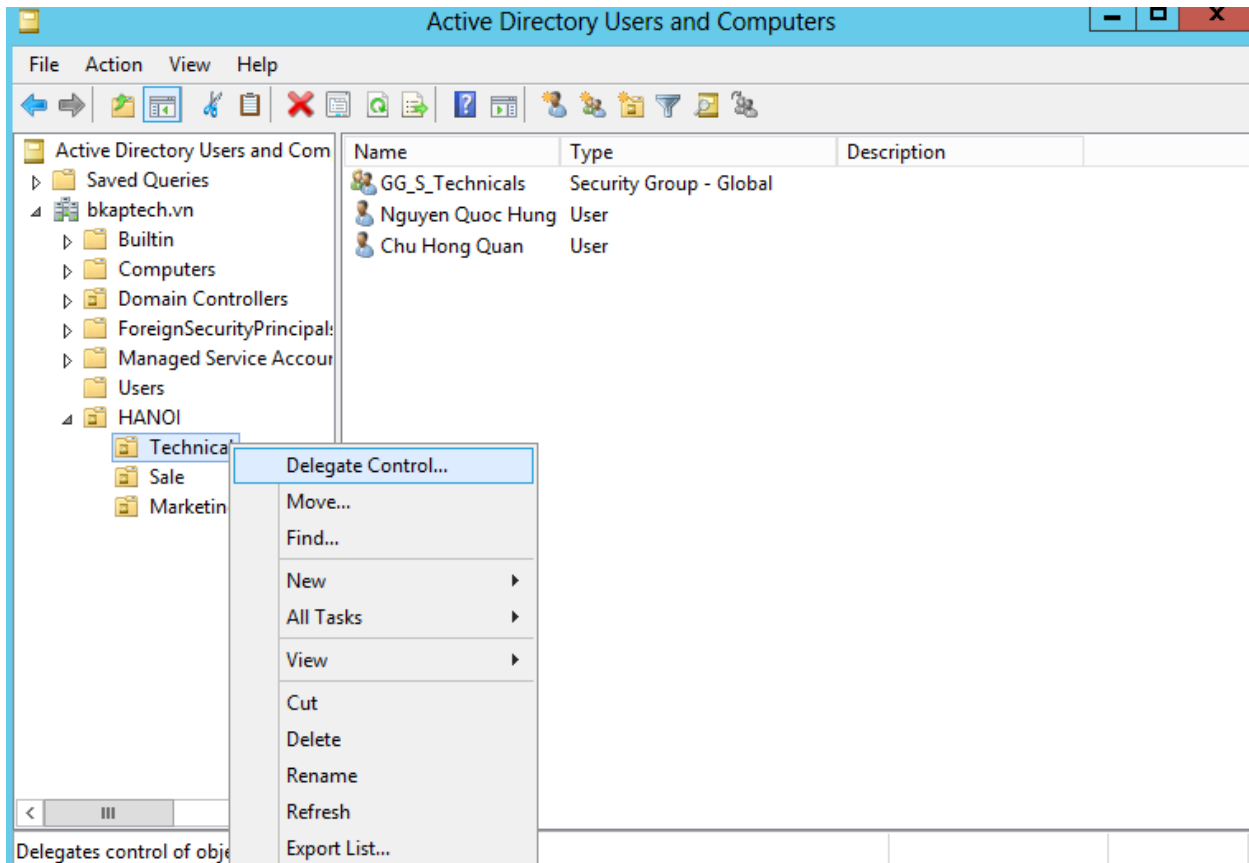 Active Directory Users and Computers
File Action View Help
Active Directory Users and Com
Saved Queries
bkaptech.vn
Builtin
Computers
Domain Controllers
ForeignSecurityPrincipals
Managed Service Accou
Users
HANOI
Technical
Sale
Marketin
Name Type Description
GG_S_Technicals Security Group - Global
Nguyen Quoc Hung User
Chu Hong Quan User
Delegate Control...
Move...
Find...
New
All Tasks
View
Cut
Delete
Rename
Refresh
Export List...
Delegates control of obje